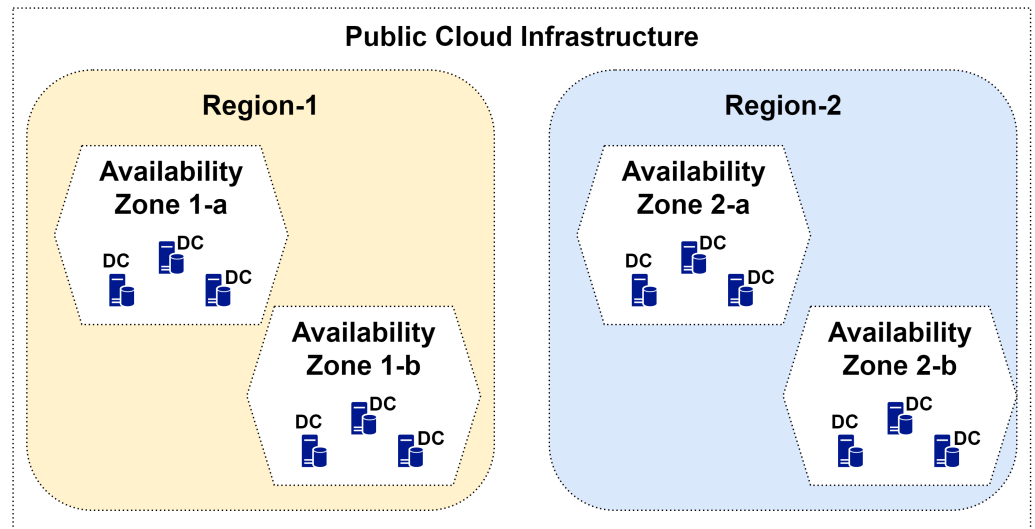 Public Cloud Infrastructure
Region-1
Availability
Zone 1-a
DC
DC
DC
Availability
Zone 1-b
DC
DC
DC
Region-2
Availability
Zone 2-a
DC
DC
DC
Availability
Zone 2-b
DC
DC
DC